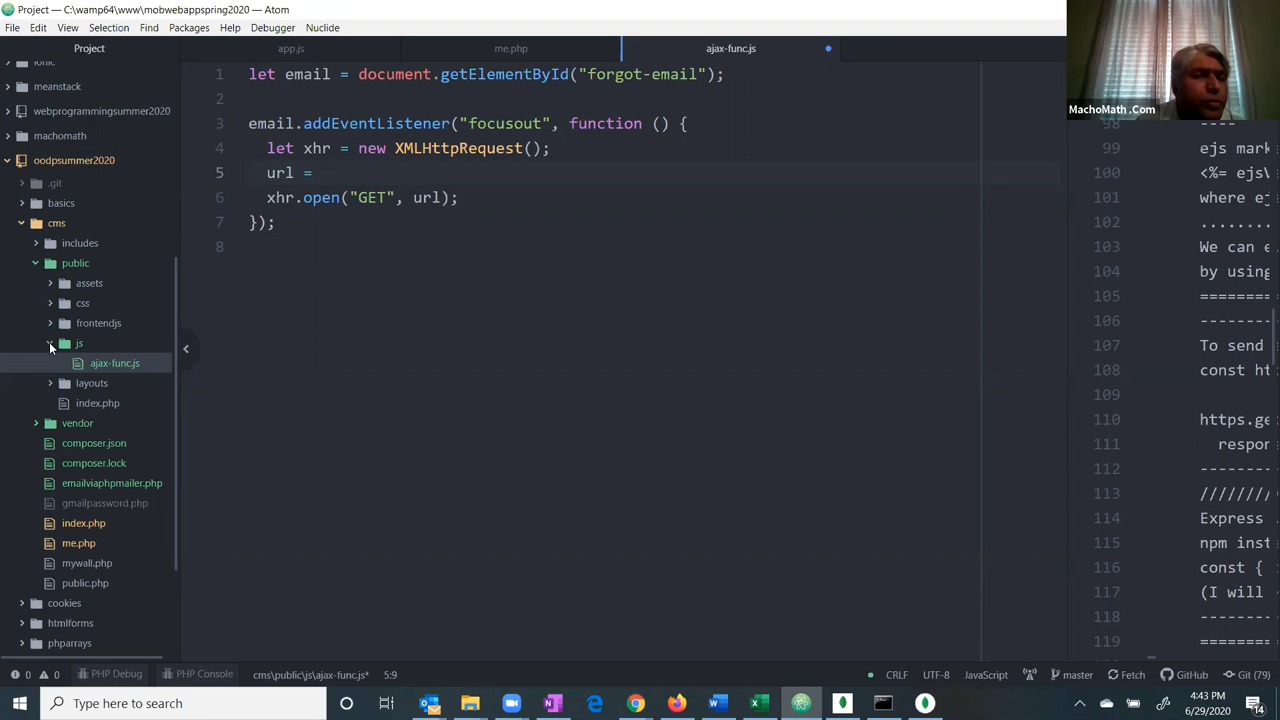 Project — C:\wamp64\www\mobwebappspring2020 — Atom
File Edit View Selection Find Packages Help Debugger Nuclide
Project
app.js
me.php
ajax-func.js
ionic
meanstack
webprogrammingsummer2020
machomath
oodpsummer2020
.git
basics
cms
includes
public
assets
css
frontendjs
js
ajax-func.js
layouts
index.php
vendor
composer.json
composer.lock
emailviaphpmailer.php
gmailpassword.php
index.php
me.php
mywall.php
public.php
cookies
htmlforms
phparrays
1 let email = document.getElementById("forgot-email");
2
3 email.addEventListener("focusout", function () {
4 let xhr = new XMLHttpRequest();
5 url =
6 xhr.open("GET", url);
7 });
8
MachoMath .Com
98 ----
99 ejs mark
100 <%= ejsV
101 where ej
102 ........
103 We can e
104 by using
105 ========
106 --------
107 To send
108 const ht
109
110 https.ge
111 respon
112 --------
113 ////////
114 Express
115 npm inst
116 const {
117 (I will
118 --------
119 ========
0 0 PHP Debug PHP Console cms\public\js\ajax-func.js* 5:9 CRLF UTF-8 JavaScript master Fetch GitHub Git (79)
Type here to search
4:43 PM
6/29/2020
14